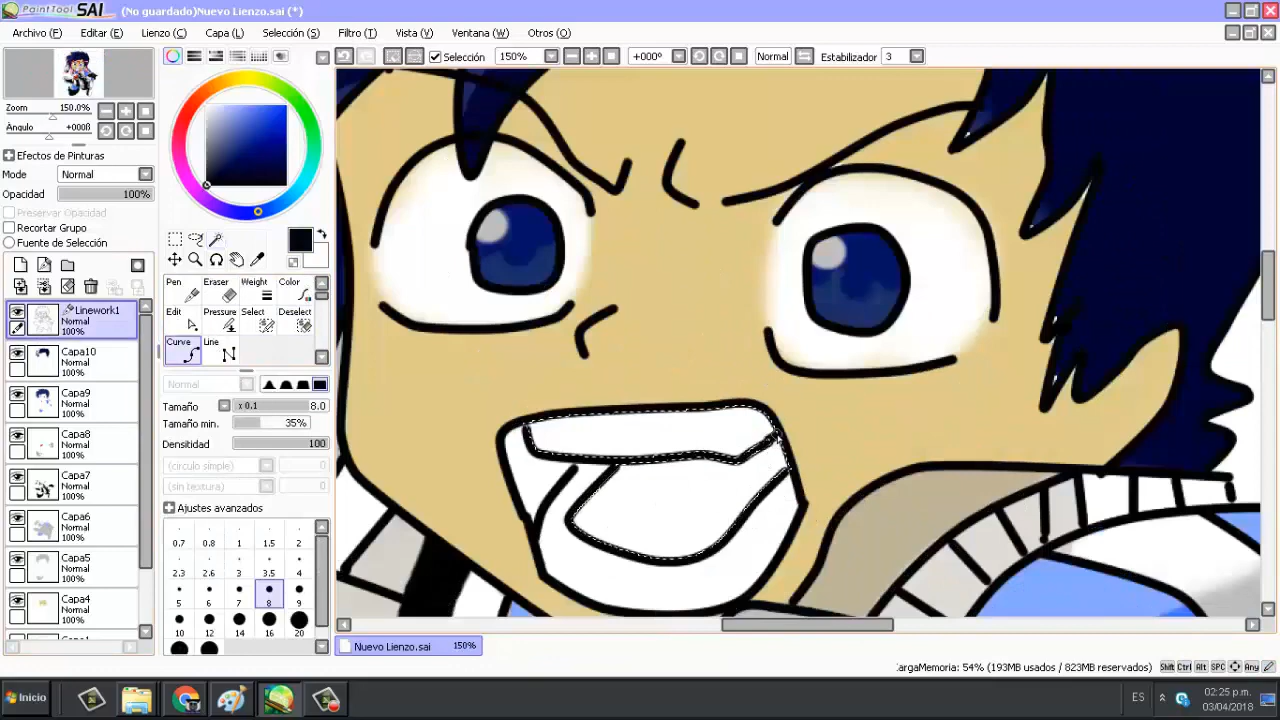 PaintTool SAI (No guardado)Nuevo Lienzo.sai (*)
Archivo (F) Editar (E) Lienzo (C) Capa (L) Selección (S) Filtro (T) Vista (V) Ventana (W) Otros (O)
Selección 150% +000º Normal Estabilizador 3
Zoom 150.0%
Ángulo +000ß
Efectos de Pinturas
Mode Normal
Opacidad 100%
Preservar Opacidad
Recortar Grupo
Fuente de Selección
Linework1
Normal
100%
Capa10
Normal
100%
Capa9
Normal
100%
Capa8
Normal
100%
Capa7
Normal
100%
Capa6
Normal
100%
Capa5
Normal
100%
Capa4
Normal
100%
Pen Eraser Weight Color
Edit Pressure Select Deselect
Curve Line
Normal
Tamaño x 0.1 8.0
Tamaño min. 35%
Densitidad 100
(circulo simple)
(sin textura)
Ajustes avanzados
0.7 0.8 1 1.5 2
2.3 2.6 3 3.5 4
5 6 7 8 9
10 12 14 16 20
Nuevo Lienzo.sai 150%
cargaMemoria: 54% (193MB usados / 823MB reservados) Shift Ctrl Alt SPC Any
Inicio
ES
02:25 p.m.
03/04/2018